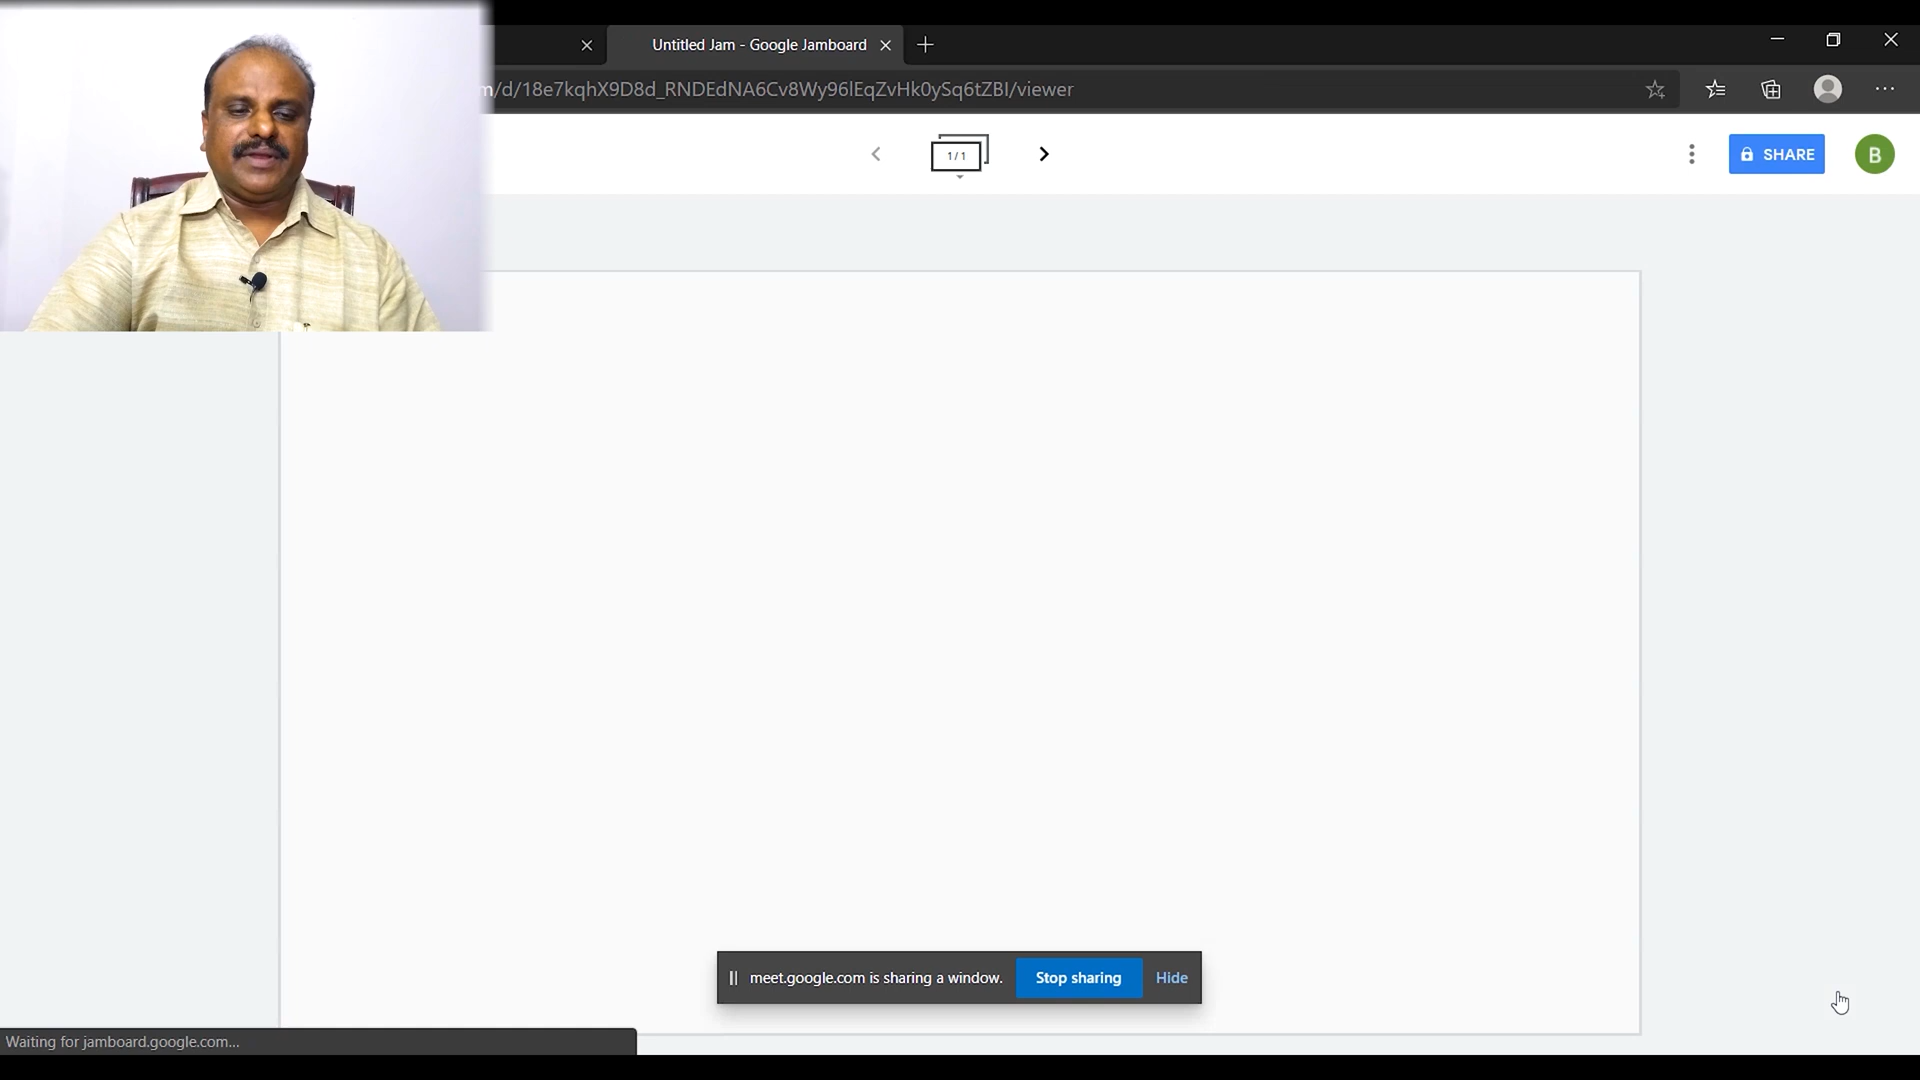 Untitled Jam - Google Jamboard
m/d/18e7kqhX9D8d_RNDEdNA6Cv8Wy96lEqZvHk0ySq6tZBI/viewer
1/1
SHARE
B
meet.google.com is sharing a window.
Stop sharing
Hide
Waiting for jamboard.google.com...